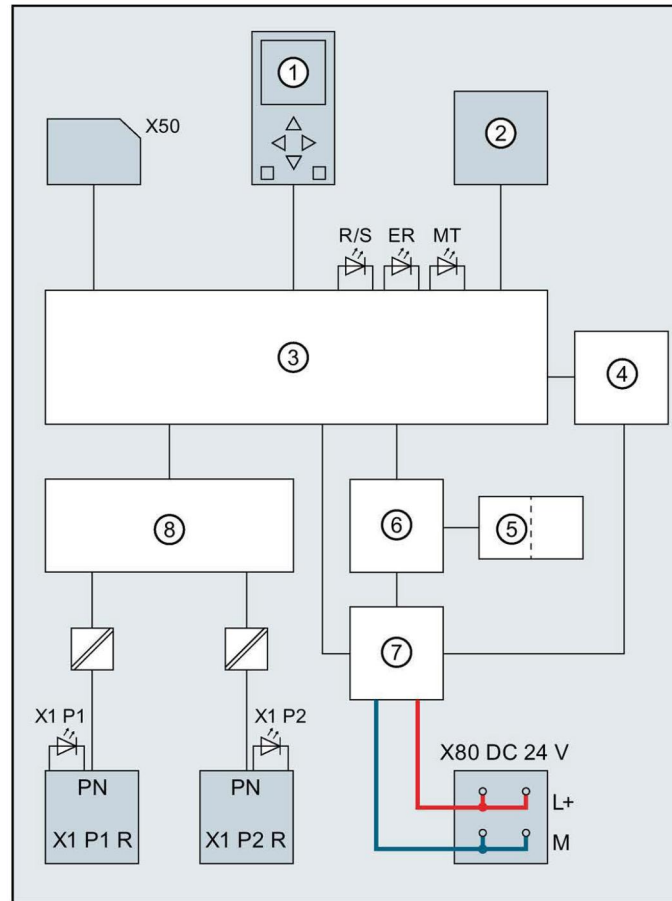 ①
X50
②
R/S ER MT
③
④
⑥
⑤
⑧
⑦
X1 P1
X1 P2
X80 DC 24 V
PN
PN
L+
X1 P1 R
X1 P2 R
M